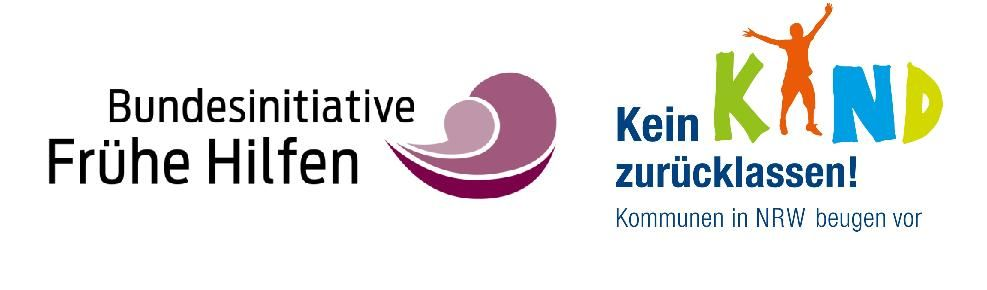 Bundesinitiative
Frühe Hilfen
Kein KIND
zurücklassen!
Kommunen in NRW beugen vor